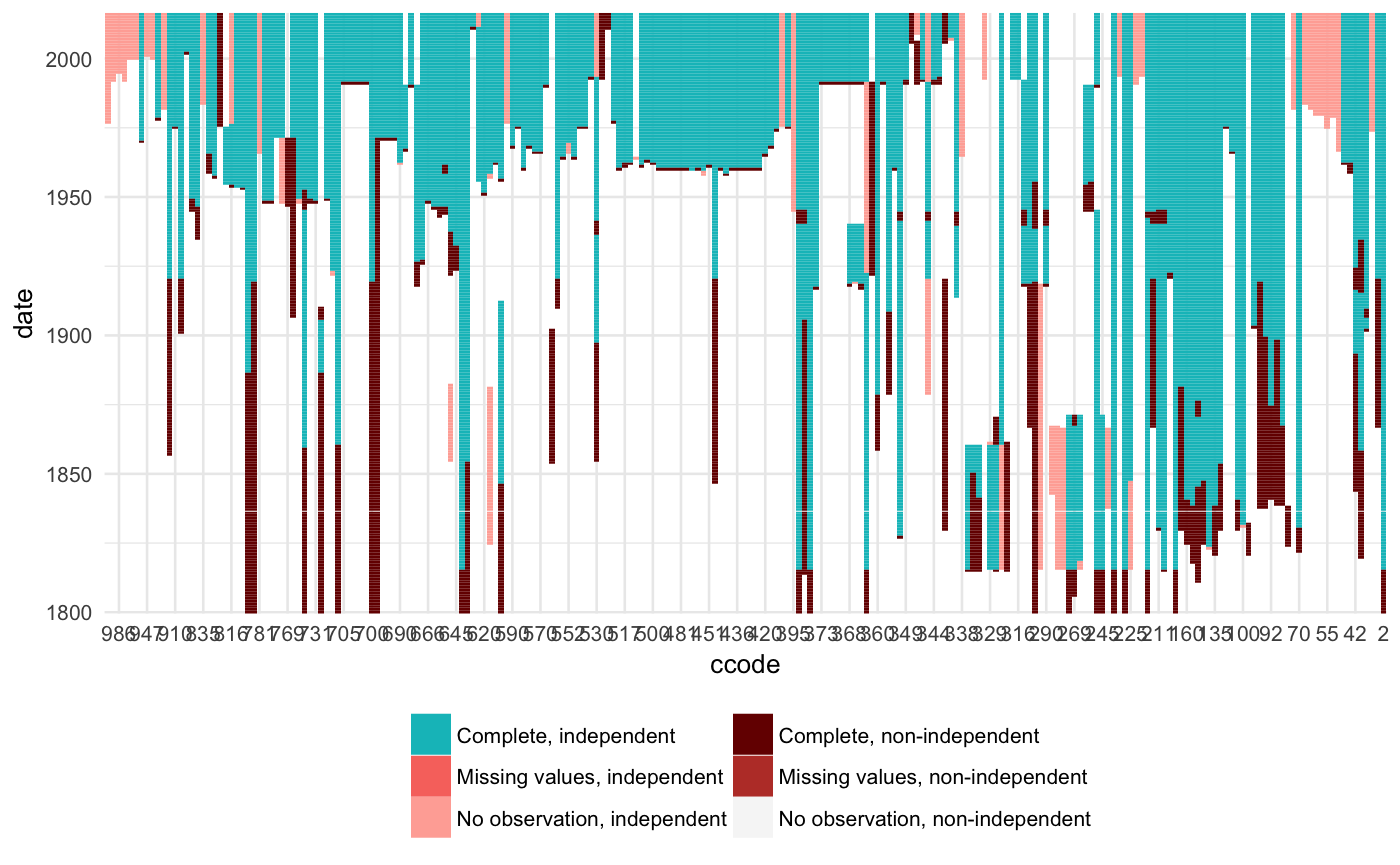 2000
1950
1900
1850
1800
date
986 947 910 835 816 781 769 731 705 700 690 666 645 620 590 570 552 530 517 500 481 451 436 420 395 373 368 360 349 344 338 329 316 290 269 245 225 211 160 135 100 92 70 55 42 2
ccode
Complete, independent
Complete, non-independent
Missing values, independent
Missing values, non-independent
No observation, independent
No observation, non-independent